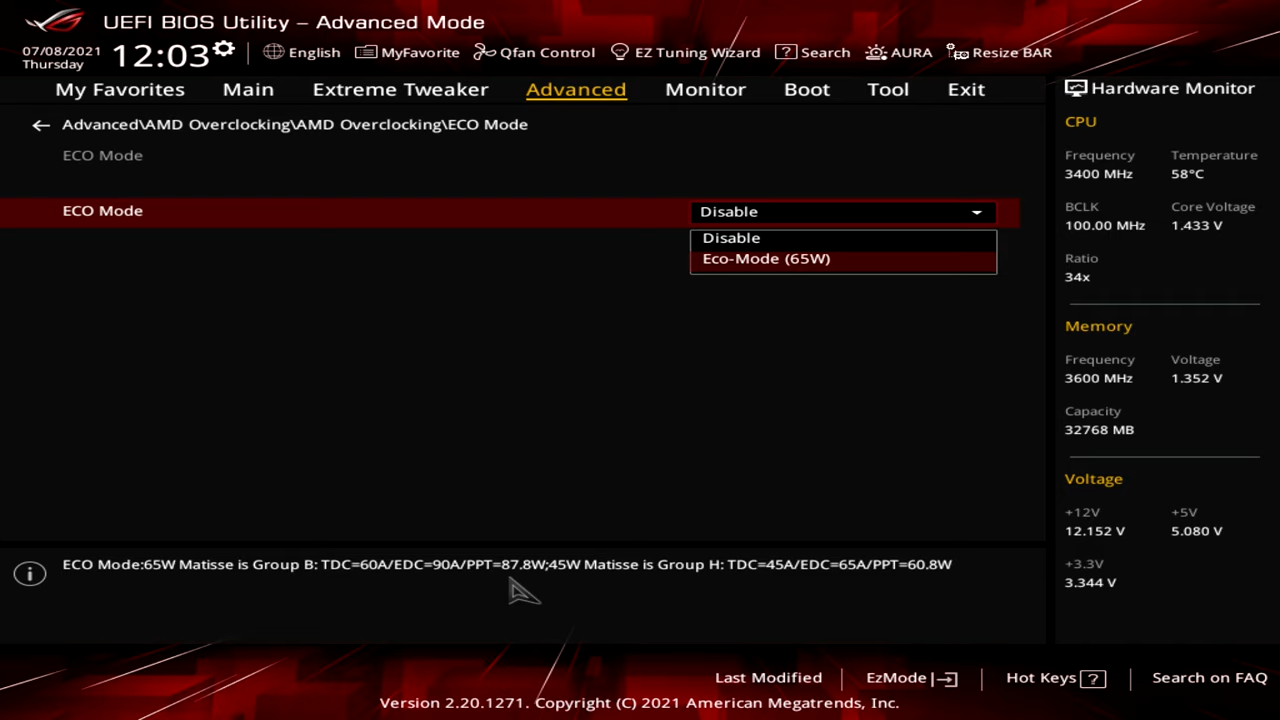 UEFI BIOS Utility – Advanced Mode
07/08/2021
Thursday
12:03
English
MyFavorite
Qfan Control
EZ Tuning Wizard
? Search
AURA
Resize BAR
My Favorites Main Extreme Tweaker Advanced Monitor Boot Tool Exit
Advanced\AMD Overclocking\AMD Overclocking\ECO Mode
ECO Mode
ECO Mode Disable
Disable
Eco-Mode (65W)
ECO Mode:65W Matisse is Group B: TDC=60A/EDC=90A/PPT=87.8W;45W Matisse is Group H: TDC=45A/EDC=65A/PPT=60.8W
Hardware Monitor
CPU
Frequency Temperature
3400 MHz 58°C
BCLK Core Voltage
100.00 MHz 1.433 V
Ratio
34x
Memory
Frequency Voltage
3600 MHz 1.352 V
Capacity
32768 MB
Voltage
+12V +5V
12.152 V 5.080 V
+3.3V
3.344 V
Last Modified EzMode Hot Keys ? Search on FAQ
Version 2.20.1271. Copyright (C) 2021 American Megatrends, Inc.